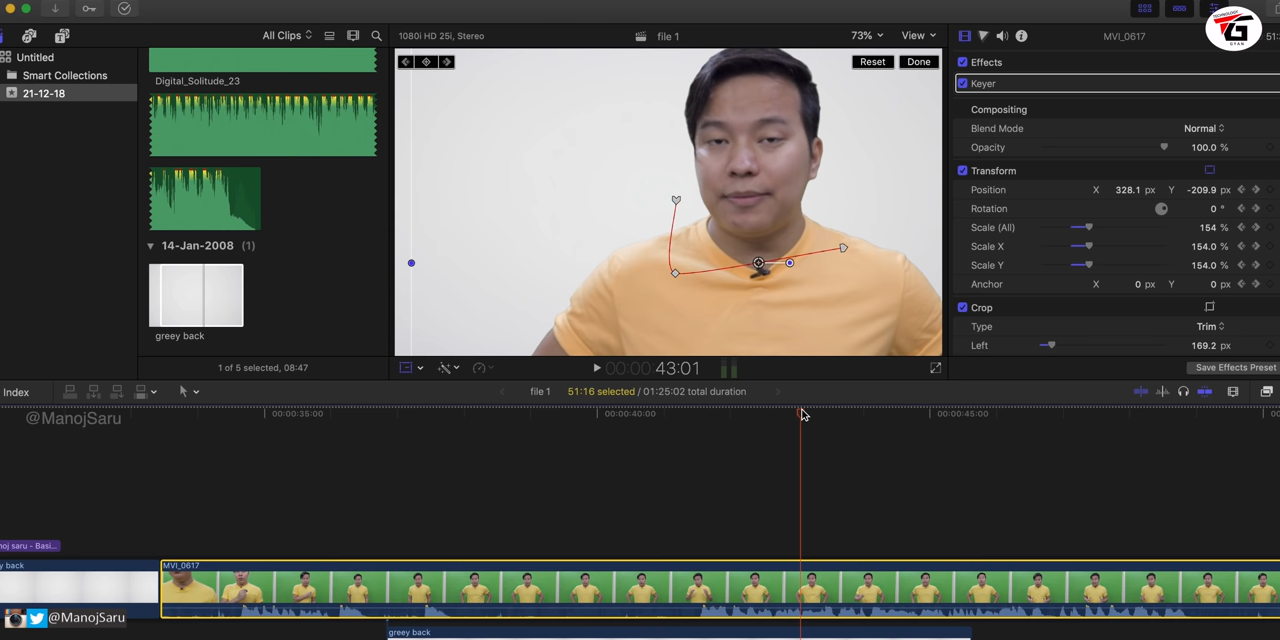 All Clips
1080i HD 25i, Stereo
file 1
73%
View
MVI_0617
TECHNOLOGY
GYAN
Untitled
Smart Collections
21-12-18
Digital_Solitude_23
14-Jan-2008 (1)
greey back
1 of 5 selected, 08:47
Reset
Done
00:00:43:01
Effects
Keyer
Compositing
Blend Mode Normal
Opacity 100.0 %
Transform
Position X 328.1 px Y -209.9 px
Rotation 0 °
Scale (All) 154 %
Scale X 154.0 %
Scale Y 154.0 %
Anchor X 0 px Y 0 px
Crop
Type Trim
Left 169.2 px
Save Effects Preset
Index
file 1
51:16 selected / 01:25:02 total duration
@ManojSaru
00:00:35:00
00:00:40:00
00:00:45:00
noj saru - Basi...
y back
MVI_0617
@ManojSaru
greey back